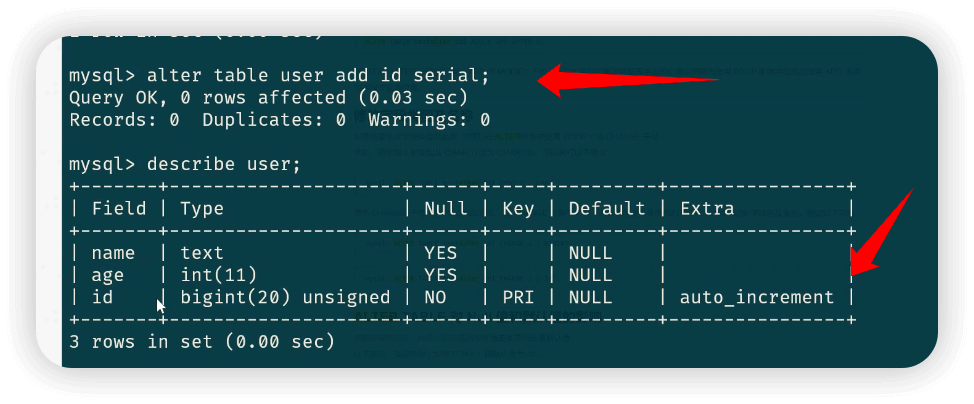 mysql> alter table user add id serial;
Query OK, 0 rows affected (0.03 sec)
Records: 0  Duplicates: 0  Warnings: 0
mysql> describe user;
+-------+---------------------+------+-----+---------+----------------+
| Field | Type                | Null | Key | Default | Extra          |
+-------+---------------------+------+-----+---------+----------------+
| name  | text                | YES  |     | NULL    |                |
| age   | int(11)             | YES  |     | NULL    |                |
| id    | bigint(20) unsigned | NO   | PRI | NULL    | auto_increment |
+-------+---------------------+------+-----+---------+----------------+
3 rows in set (0.00 sec)